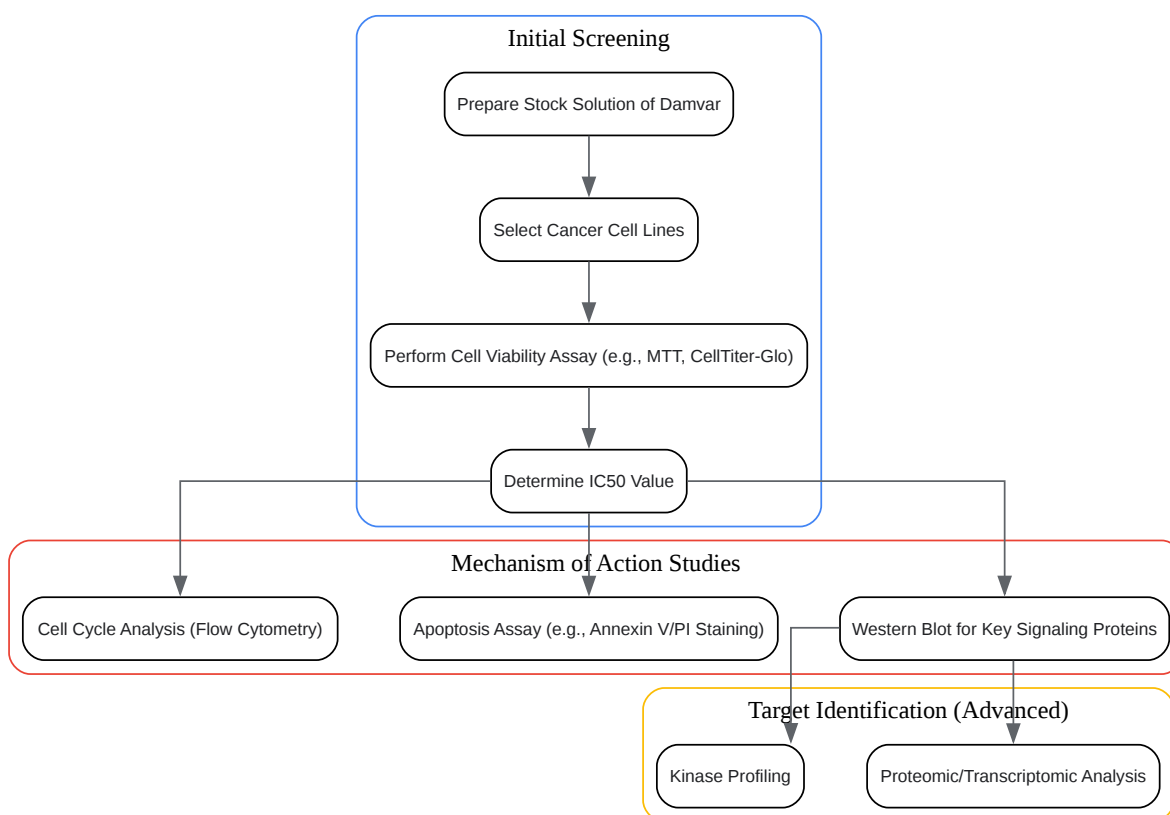 Initial Screening
Prepare Stock Solution of Damvar
Select Cancer Cell Lines
Perform Cell Viability Assay (e.g., MTT, CellTiter-Glo)
Determine IC50 Value
Mechanism of Action Studies
Cell Cycle Analysis (Flow Cytometry)
Apoptosis Assay (e.g., Annexin V/PI Staining)
Western Blot for Key Signaling Proteins
Target Identification (Advanced)
Kinase Profiling
Proteomic/Transcriptomic Analysis